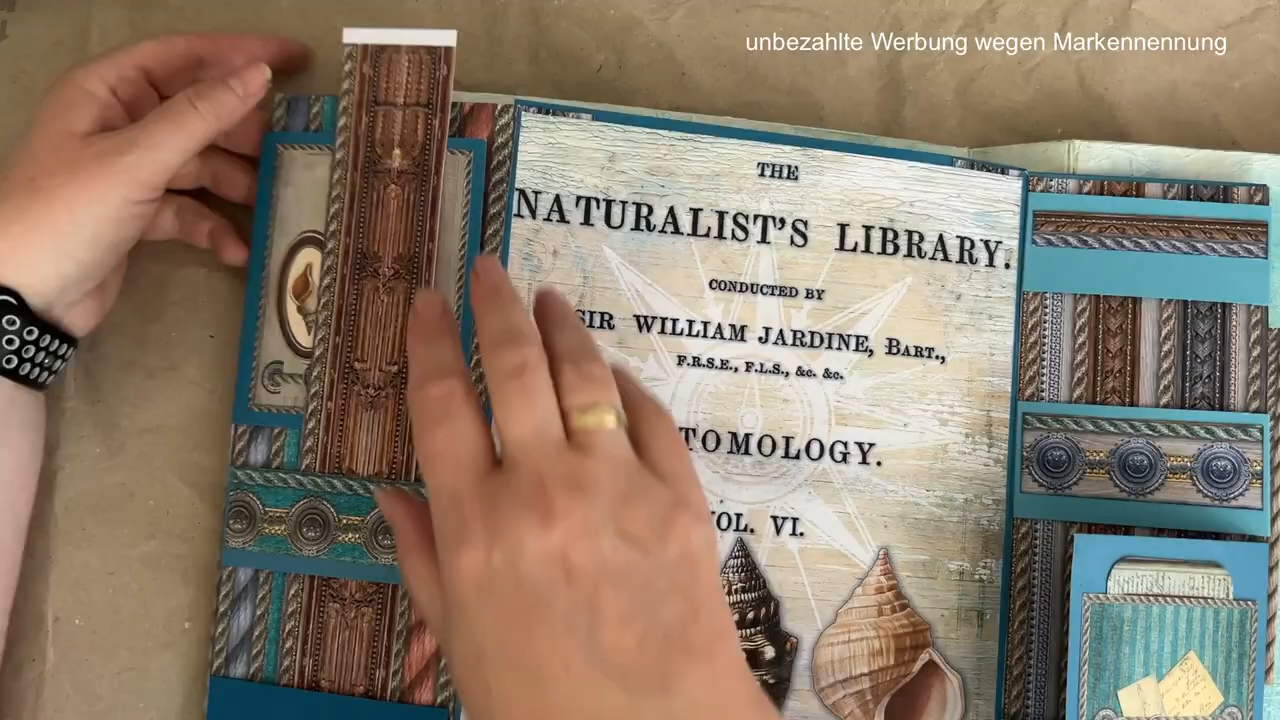 unbezahlte Werbung wegen Markennennung
THE
NATURALIST'S LIBRARY.
CONDUCTED BY
SIR WILLIAM JARDINE, BART.,
F.R.S.E., F.L.S., &c. &c.
TOMOLOGY.
VOL. VI.